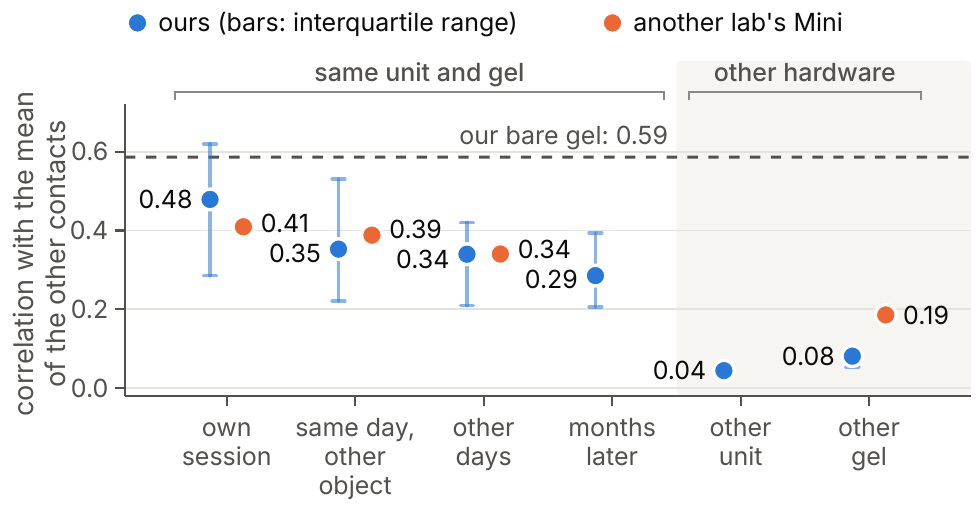 ours (bars: interquartile range)
another lab's Mini
same unit and gel
other hardware
our bare gel: 0.59
correlation with the mean
of the other contacts
0.6
0.4
0.2
0.0
0.48
0.41
0.35
0.39
0.34
0.34
0.29
0.04
0.08
0.19
own
session
same day,
other
object
other
days
months
later
other
unit
other
gel